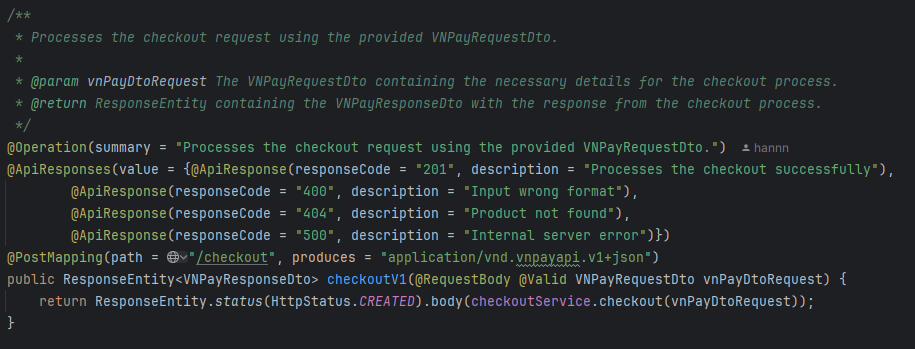 /**
 * Processes the checkout request using the provided VNPayRequestDto.
 *
 * @param vnPayDtoRequest The VNPayRequestDto containing the necessary details for the checkout process.
 * @return ResponseEntity containing the VNPayResponseDto with the response from the checkout process.
 */
@Operation(summary = "Processes the checkout request using the provided VNPayRequestDto.") hannn
@ApiResponses(value = {@ApiResponse(responseCode = "201", description = "Processes the checkout successfully"),
        @ApiResponse(responseCode = "400", description = "Input wrong format"),
        @ApiResponse(responseCode = "404", description = "Product not found"),
        @ApiResponse(responseCode = "500", description = "Internal server error")})
@PostMapping(path = "/checkout", produces = "application/vnd.vnpayapi.v1+json")
public ResponseEntity<VNPayResponseDto> checkoutV1(@RequestBody @Valid VNPayRequestDto vnPayDtoRequest) {
    return ResponseEntity.status(HttpStatus.CREATED).body(checkoutService.checkout(vnPayDtoRequest));
}